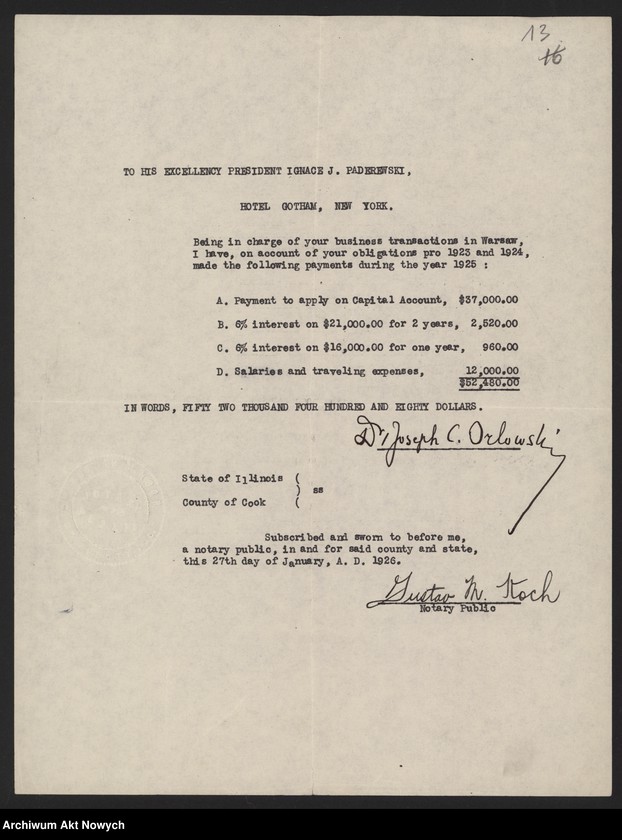 13
16
TO HIS EXCELLENCY PRESIDENT IGNACE J. PADEREWSKI,
HOTEL GOTHAM, NEW YORK.
Being in charge of your business transactions in Warsaw,
I have, on account of your obligations pro 1923 and 1924,
made the following payments during the year 1925 :
A. Payment to apply on Capital Account, $37,000.00
B. 6% interest on $21,000.00 for 2 years, 2,520.00
C. 6% interest on $16,000.00 for one year, 960.00
D. Salaries and traveling expenses, 12,000.00
$52,480.00
IN WORDS, FIFTY TWO THOUSAND FOUR HUNDRED AND EIGHTY DOLLARS.
Dr Joseph C. Orlowski
State of Illinois (
) ss
County of Cook (
Subscribed and sworn to before me,
a notary public, in and for said county and state,
this 27th day of January, A. D. 1926.
Gustav M. Koch
Notary Public
Archiwum Akt Nowych